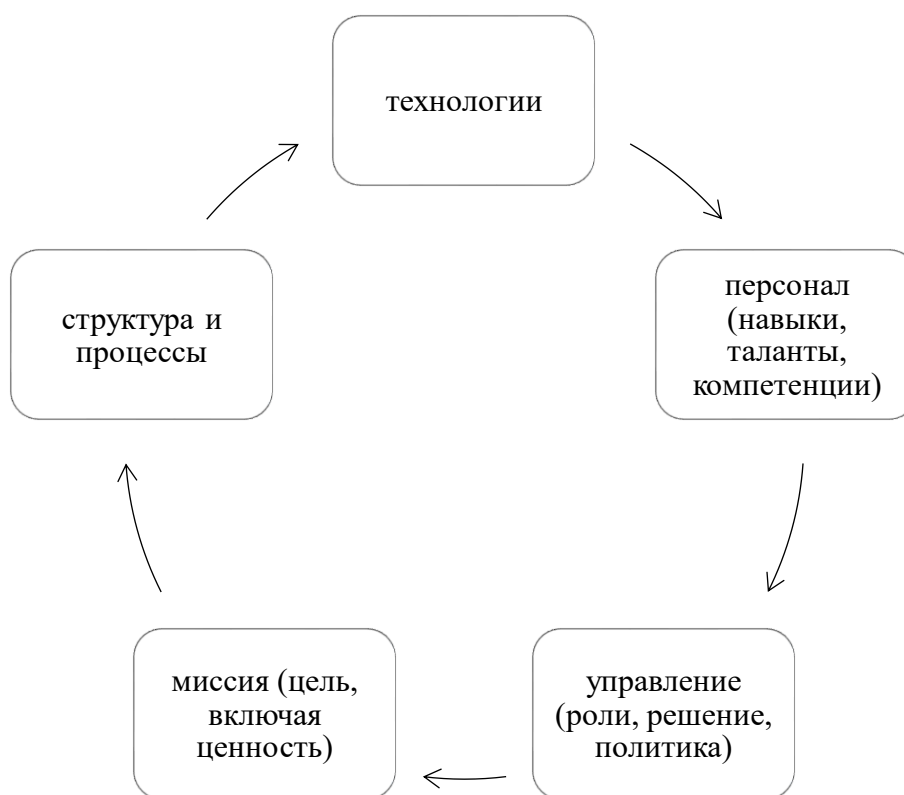 технологии
персонал
(навыки,
таланты,
компетенции)
управление
(роли, решение,
политика)
миссия (цель,
включая
ценность)
структура и
процессы